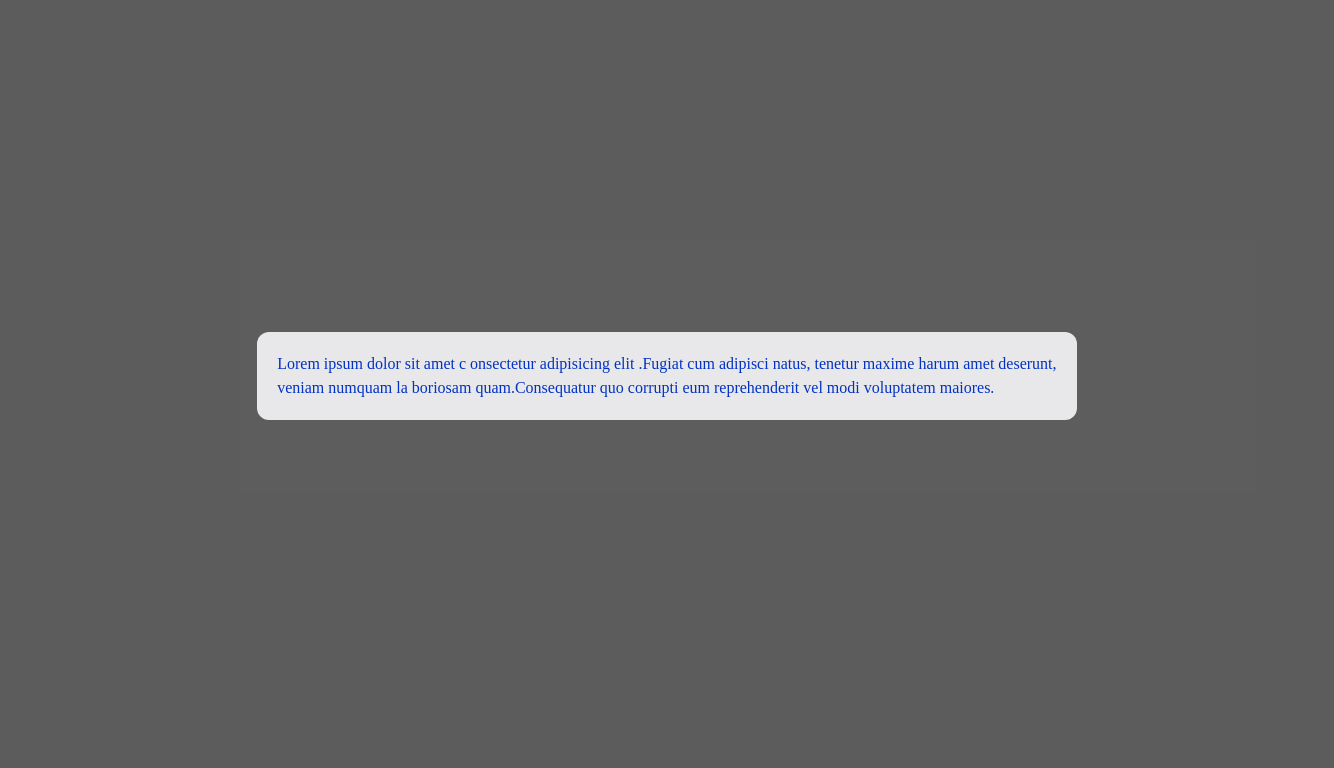 Lorem ipsum dolor sit amet c onsectetur adipisicing elit .Fugiat cum adipisci natus, tenetur maxime harum amet deserunt,
veniam numquam la boriosam quam.Consequatur quo corrupti eum reprehenderit vel modi voluptatem maiores.